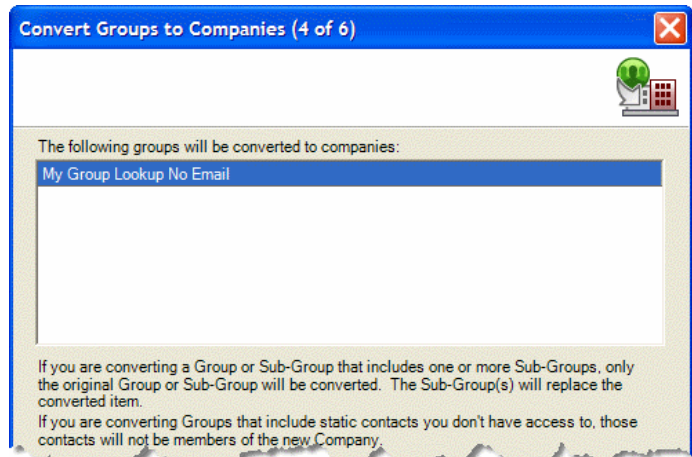 Convert Groups to Companies (4 of 6)
The following groups will be converted to companies:
My Group Lookup No Email
If you are converting a Group or Sub-Group that includes one or more Sub-Groups, only
the original Group or Sub-Group will be converted. The Sub-Group(s) will replace the
converted item.
If you are converting Groups that include static contacts you don't have access to, those
contacts will not be members of the new Company.